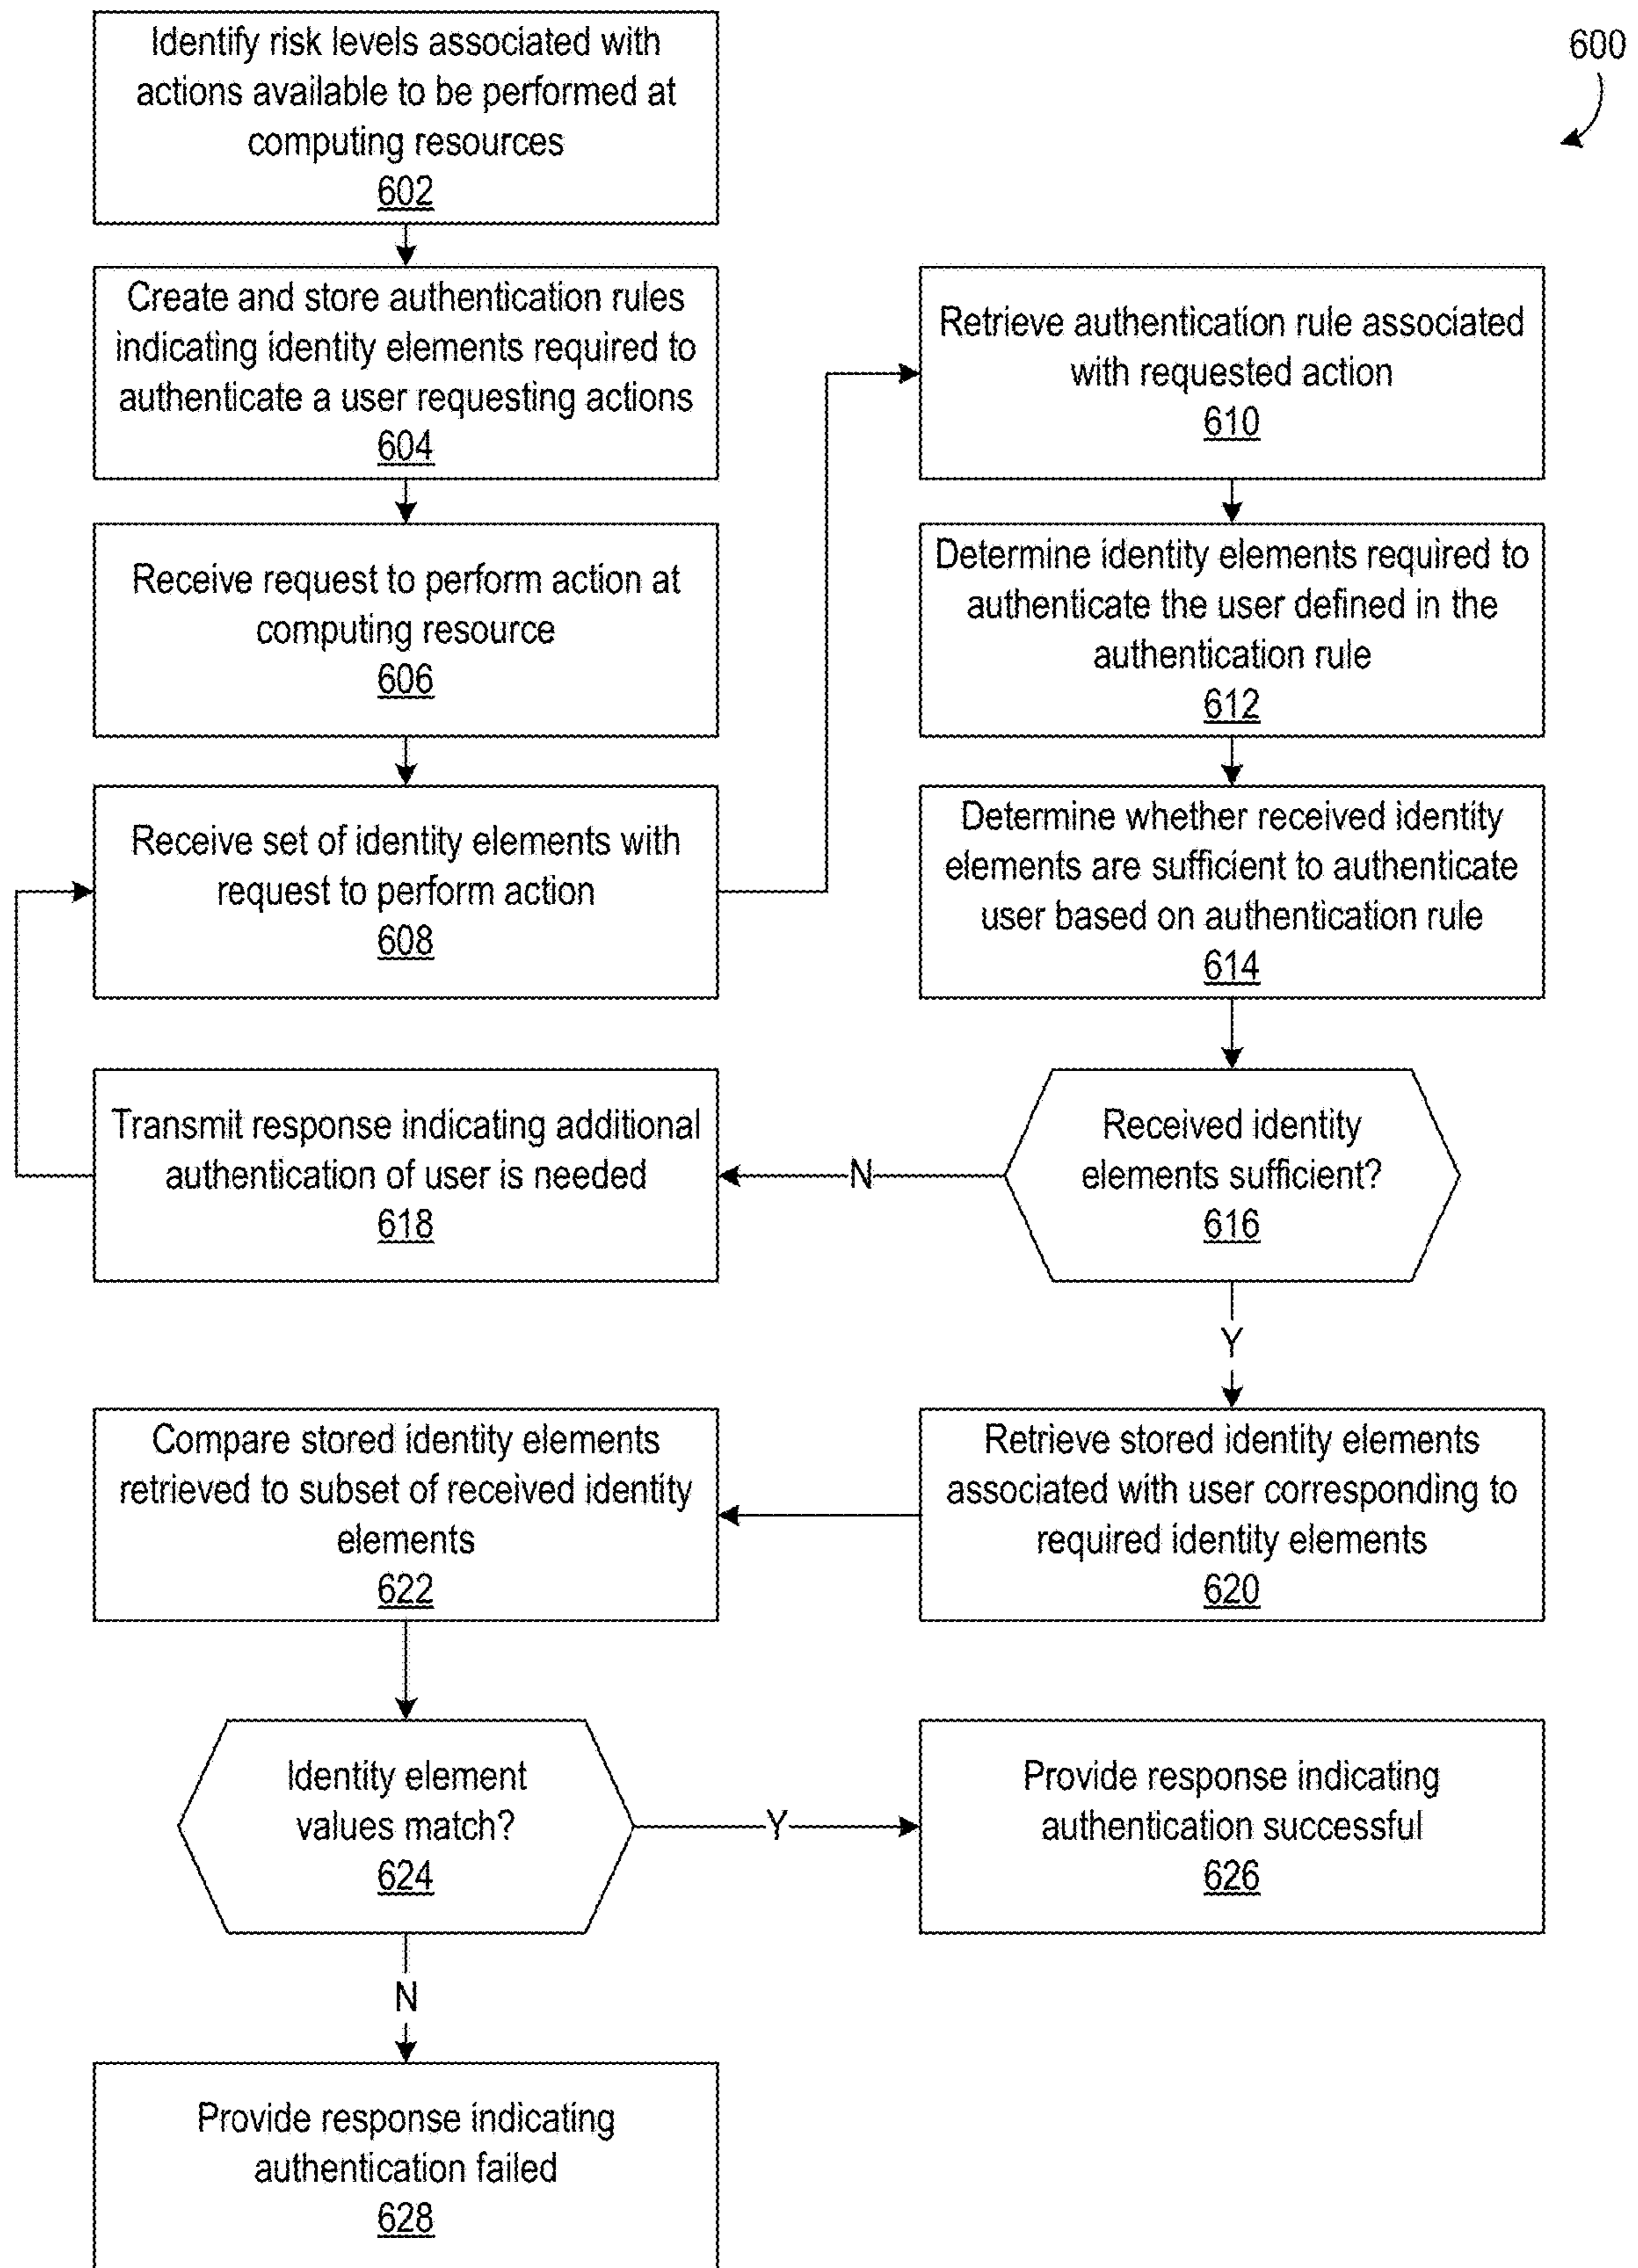 600
Identify risk levels associated with
actions available to be performed at
computing resources
602
Create and store authentication rules
indicating identity elements required to
authenticate a user requesting actions
604
Receive request to perform action at
computing resource
606
Receive set of identity elements with
request to perform action
608
Retrieve authentication rule associated
with requested action
610
Determine identity elements required to
authenticate the user defined in the
authentication rule
612
Determine whether received identity
elements are sufficient to authenticate
user based on authentication rule
614
Received identity
elements sufficient?
616
N
Transmit response indicating additional
authentication of user is needed
618
Y
Retrieve stored identity elements
associated with user corresponding to
required identity elements
620
Compare stored identity elements
retrieved to subset of received identity
elements
622
Identity element
values match?
624
Y
Provide response indicating
authentication successful
626
N
Provide response indicating
authentication failed
628